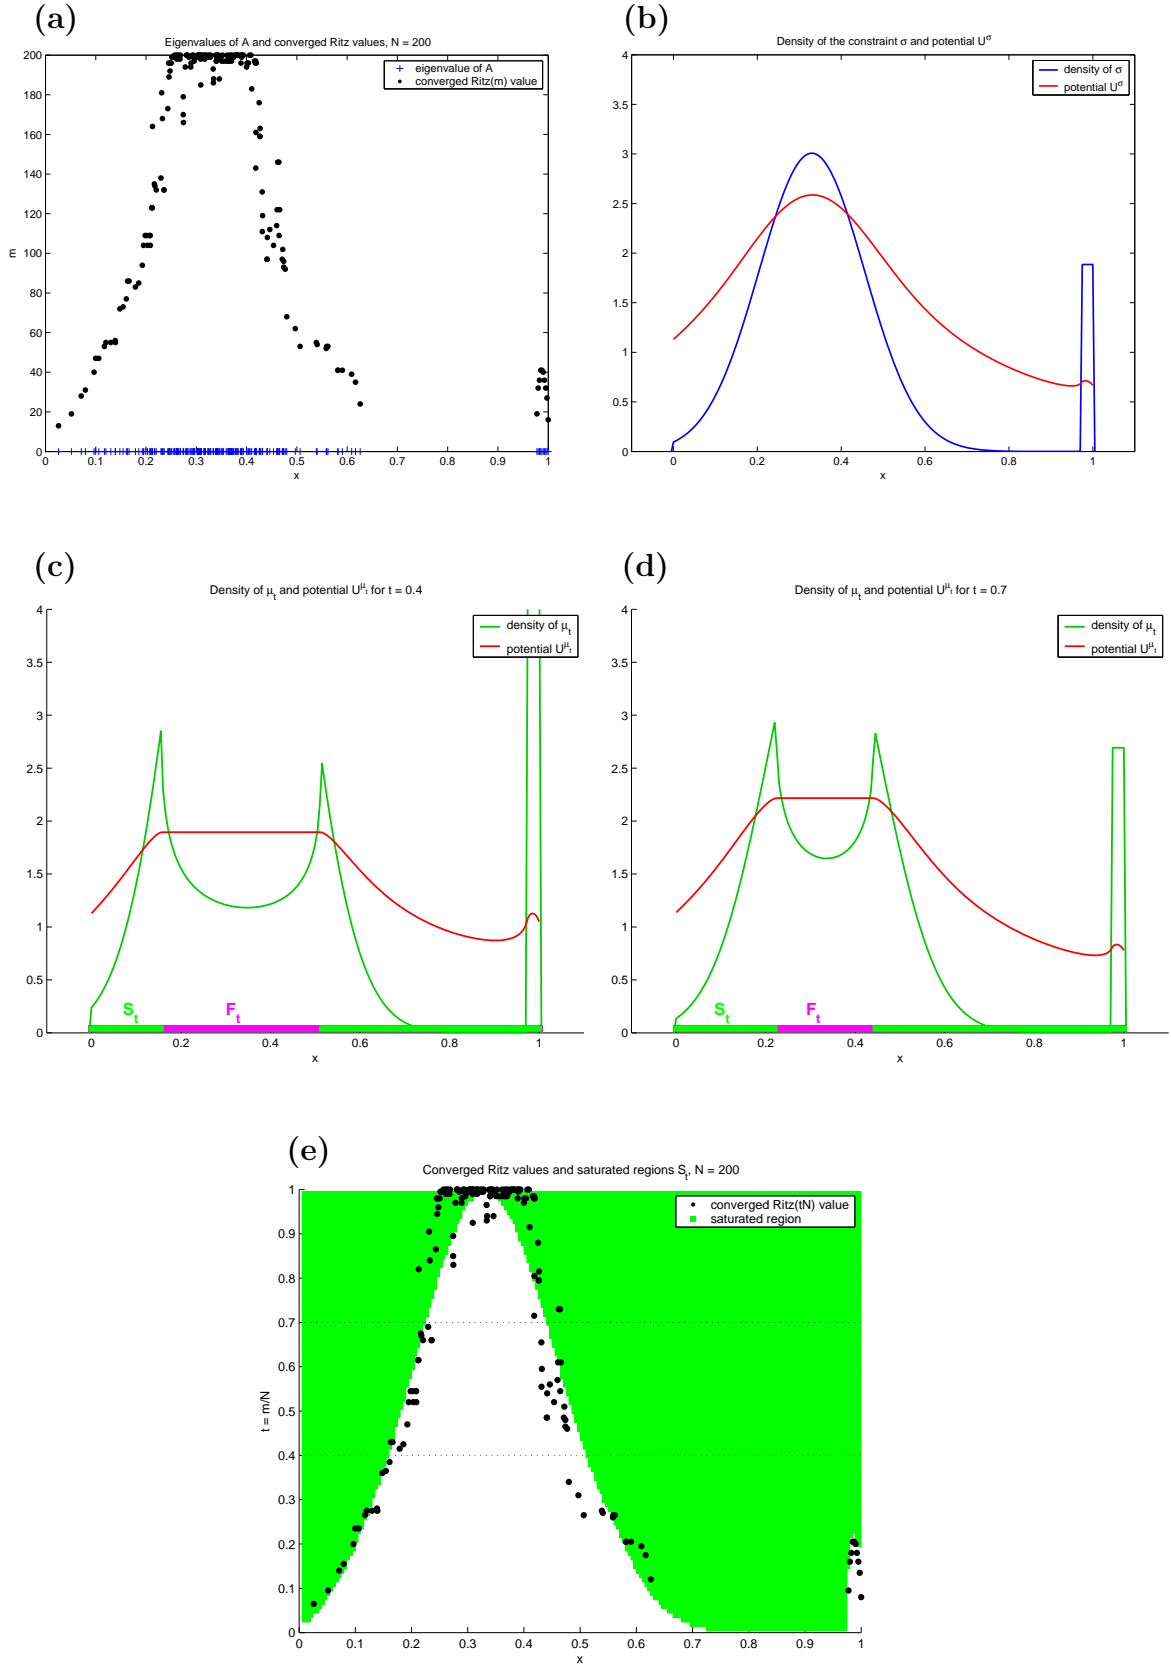 (a)
Eigenvalues of A and converged Ritz values, N = 200
eigenvalue of A
converged Ritz(m) value
200
180
160
140
120
100
80
60
40
20
0
m
0 0.1 0.2 0.3 0.4 0.5 0.6 0.7 0.8 0.9 1
x
(b)
Density of the constraint σ and potential U^σ
density of σ
potential U^σ
4
3.5
3
2.5
2
1.5
1
0.5
0
0 0.2 0.4 0.6 0.8 1
x
(c)
Density of μ_t and potential U^μ_t for t = 0.4
density of μ_t
potential U^μ_t
4
3.5
3
2.5
2
1.5
1
0.5
0
S_t F_t
0 0.2 0.4 0.6 0.8 1
x
(d)
Density of μ_t and potential U^μ_t for t = 0.7
density of μ_t
potential U^μ_t
4
3.5
3
2.5
2
1.5
1
0.5
0
S_t F_t
0 0.2 0.4 0.6 0.8 1
x
(e)
Converged Ritz values and saturated regions S_t, N = 200
converged Ritz(tN) value
saturated region
1
0.9
0.8
0.7
0.6
0.5
0.4
0.3
0.2
0.1
0
t = m/N
0 0.1 0.2 0.3 0.4 0.5 0.6 0.7 0.8 0.9 1
x